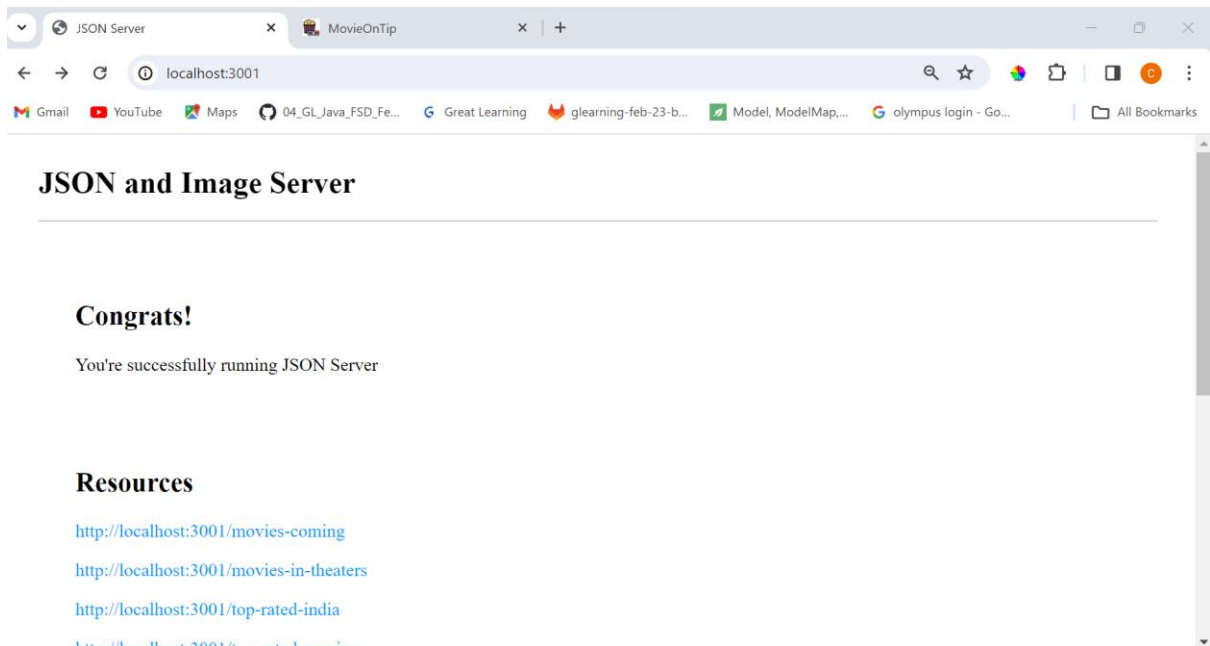 JSON Server
MovieOnTip
localhost:3001
C
Gmail
YouTube
Maps
04_GL_Java_FSD_Fe...
Great Learning
glearning-feb-23-b...
Model, ModelMap,...
olympus login - Go...
All Bookmarks
JSON and Image Server
Congrats!
You're successfully running JSON Server
Resources
http://localhost:3001/movies-coming
http://localhost:3001/movies-in-theaters
http://localhost:3001/top-rated-india